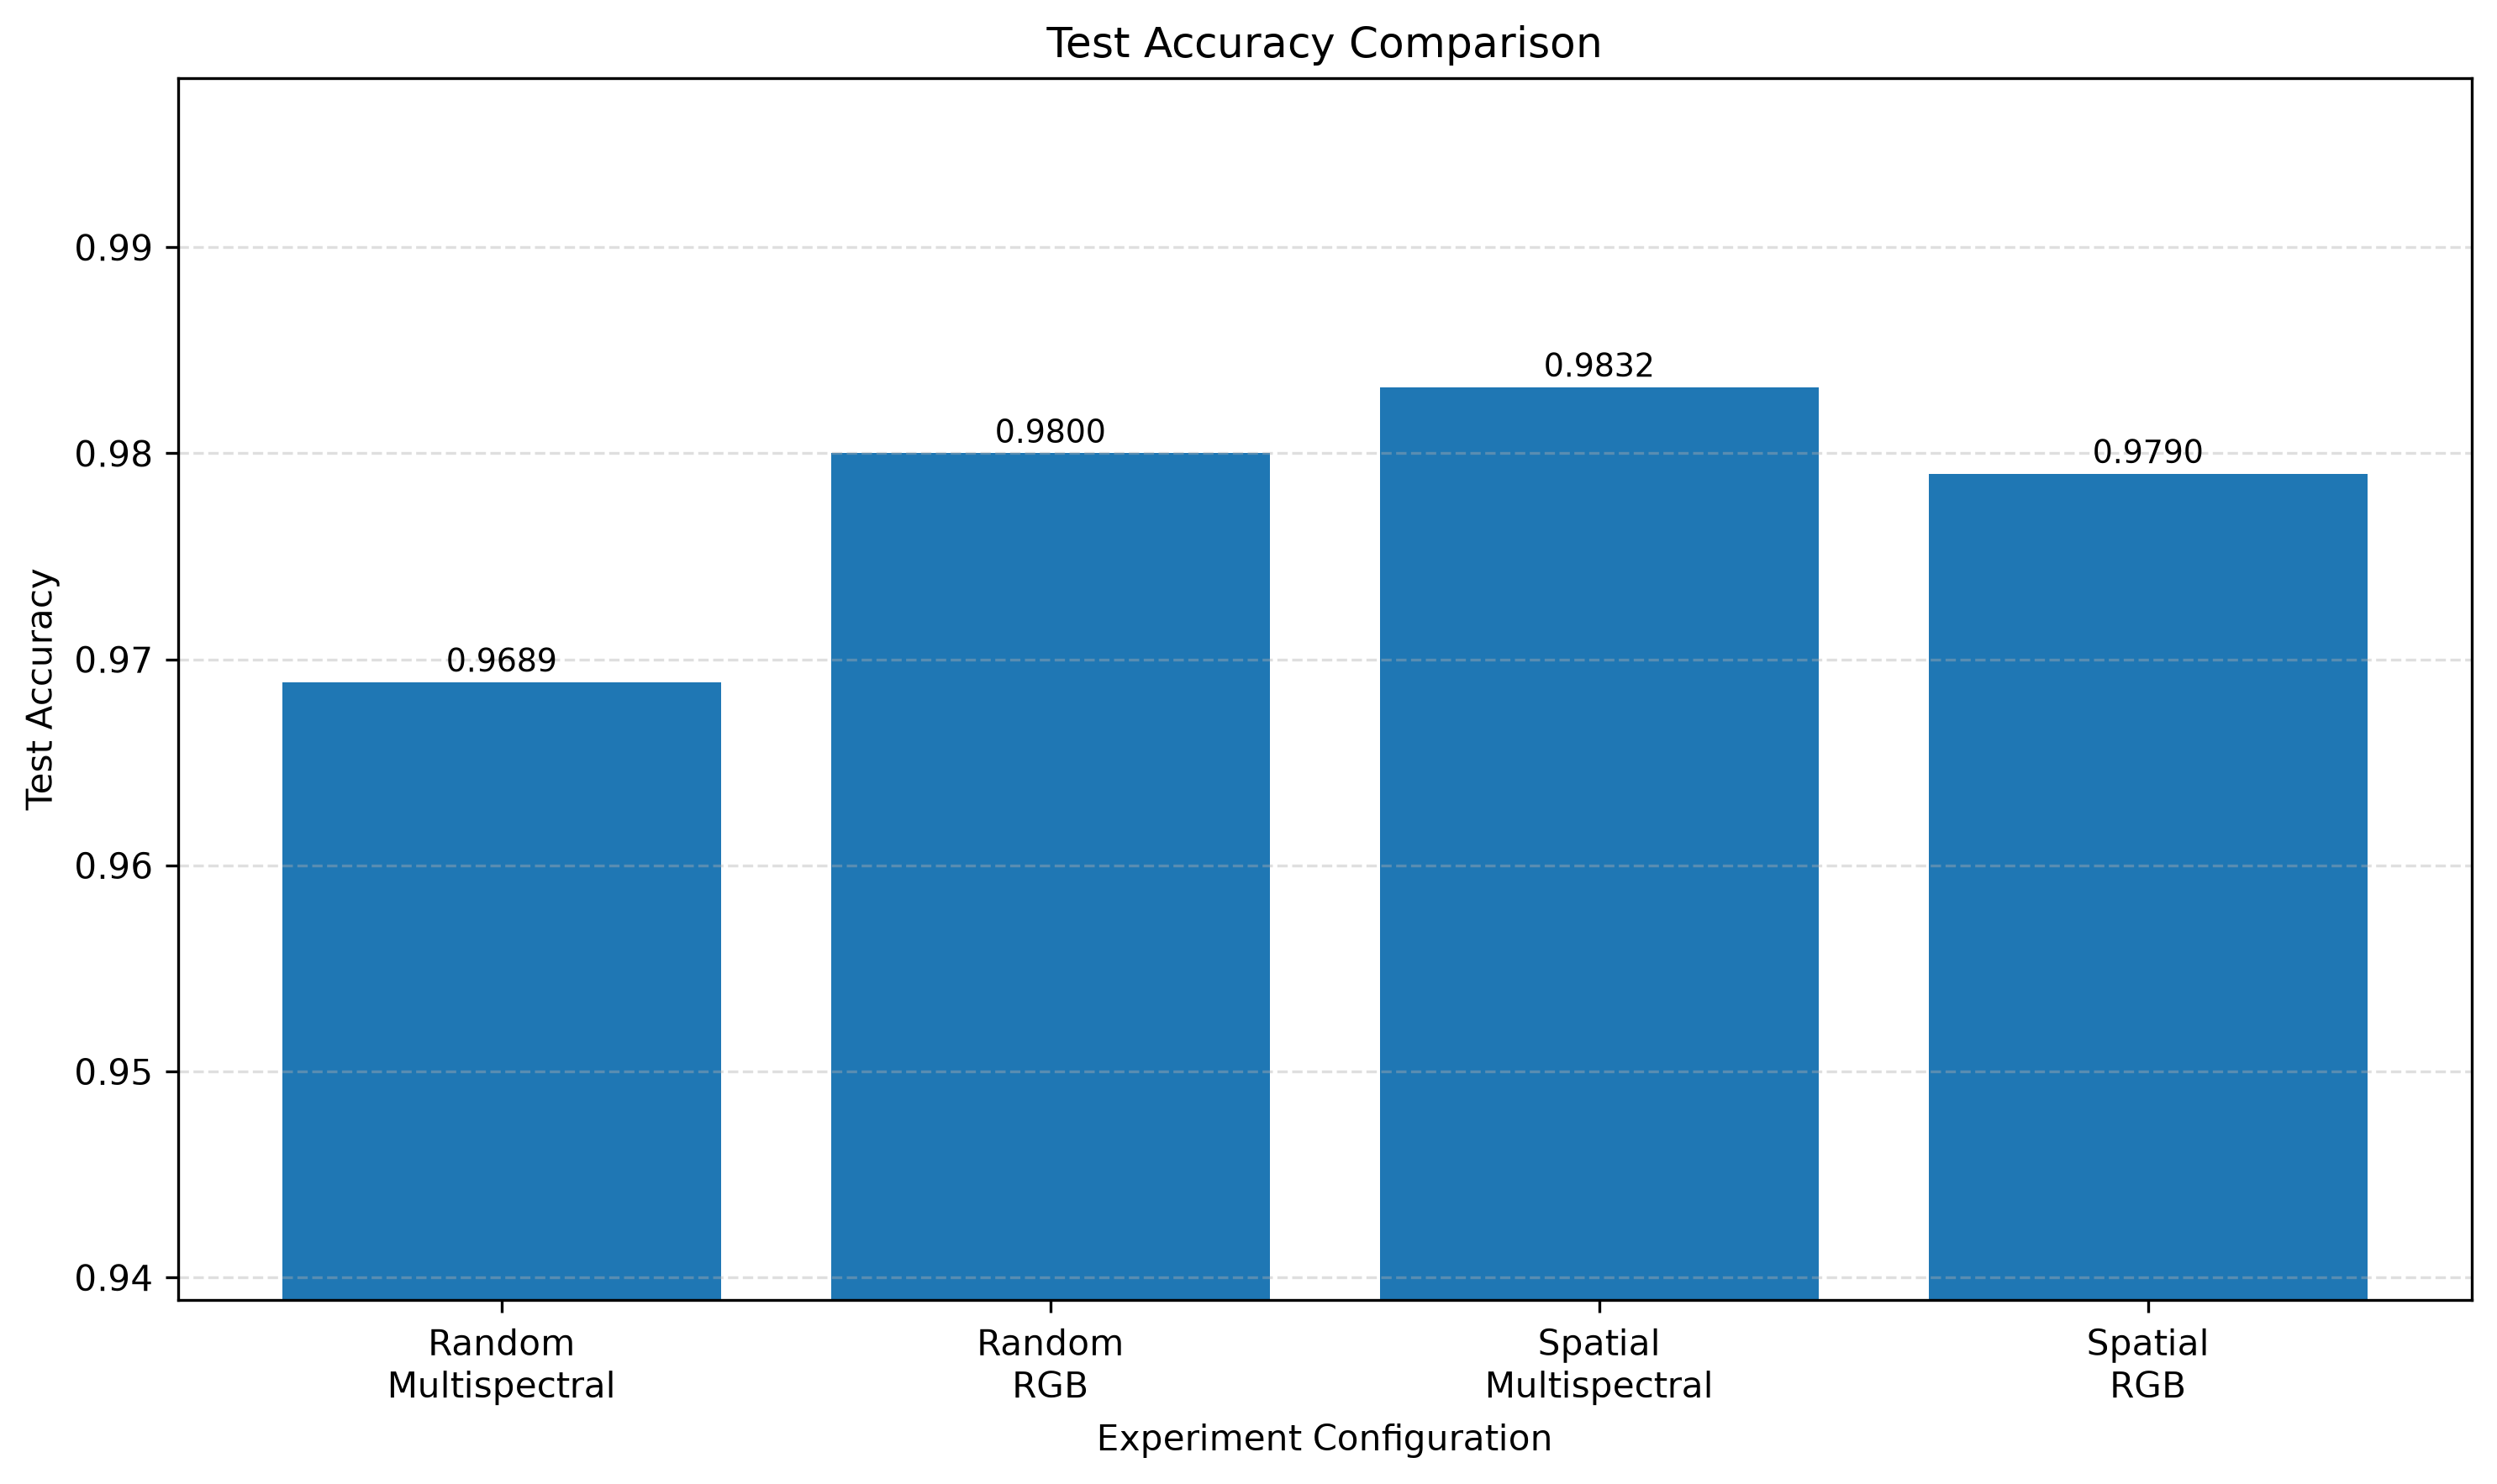 Test Accuracy Comparison
Test Accuracy
0.99
0.98
0.97
0.96
0.95
0.94
0.9689
0.9800
0.9832
0.9790
Random
Multispectral
Random
RGB
Spatial
Multispectral
Spatial
RGB
Experiment Configuration